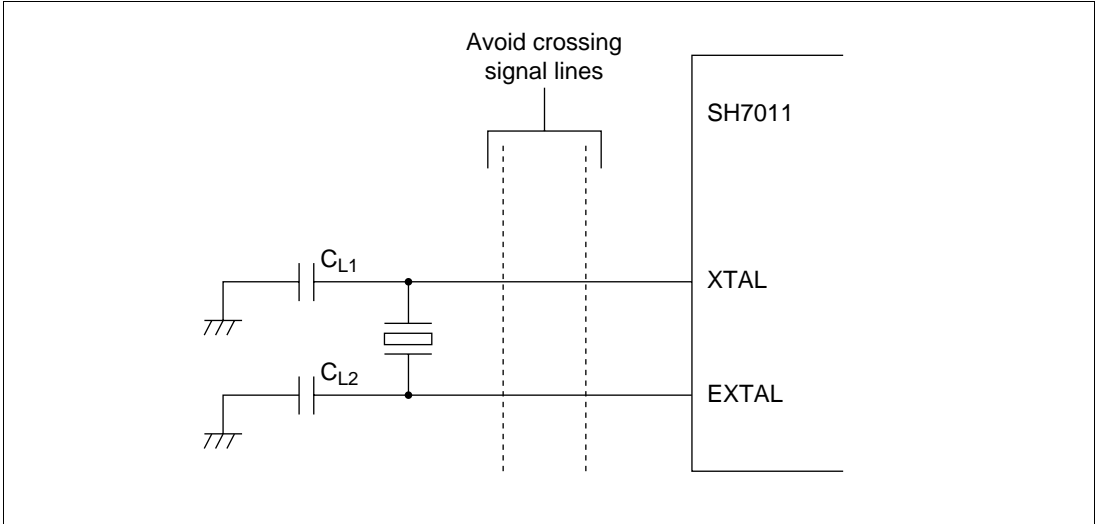 Avoid crossing
signal lines
SH7011
CL1
XTAL
CL2
EXTAL